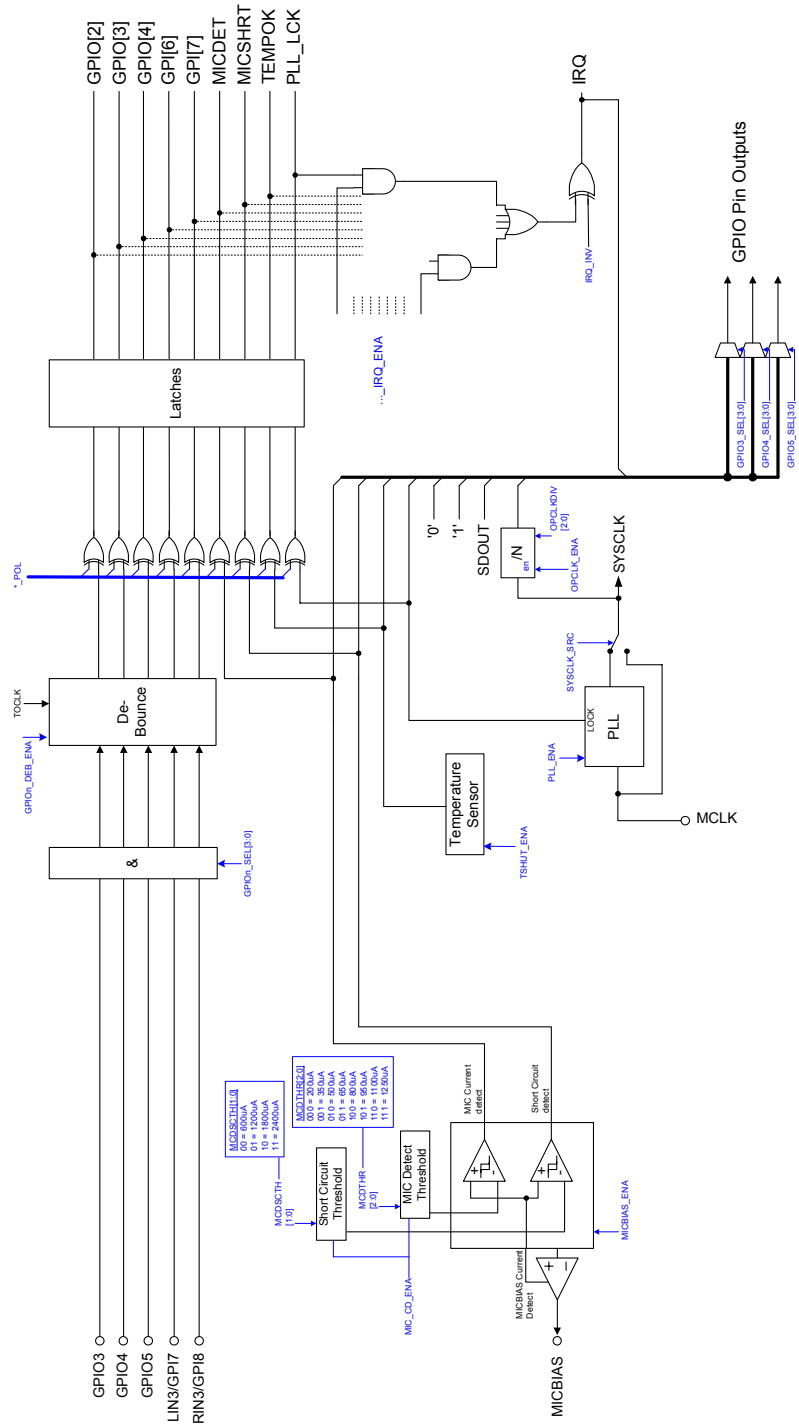 GPIO[2]
GPIO[3]
GPIO[4]
GPI[6]
GPI[7]
MICDET
MICSHRT
TEMPOK
PLL_LCK
IRQ
GPIO Pin Outputs
Latches
..._IRQ_ENA
IRQ_INV
GPIO3_SEL[3:0]
GPIO4_SEL[3:0]
GPIO5_SEL[3:0]
*_POL
'0'
'1'
SDOUT
/N
en
OPCLKDIV
[2:0]
OPCLK_ENA
SYSCLK
SYSCLK_SRC
TOCLK
GPIOn_DEB_ENA
De-
Bounce
LOCK
PLL
PLL_ENA
MCLK
Temperature
Sensor
TSHUT_ENA
&
GPIOn_SEL[3:0]
MCDSCTH[1:0]
00 = 600uA
01 = 1200uA
10 = 1800uA
11 = 2400uA
MCDTHR[2:0]
000 = 200uA
001 = 350uA
010 = 500uA
011 = 650uA
100 = 800uA
101 = 950uA
110 = 1100uA
111 = 1250uA
MCDSCTH
[1:0]
Short Circuit
Threshold
MCDTHR
[2:0]
MIC Detect
Threshold
MIC Current
detect
Short Circuit
detect
+
-
+
-
MICBIAS_ENA
MIC_CD_ENA
MICBIAS Current
Detect
+
−
GPIO3
GPIO4
GPIO5
LIN3/GPI7
RIN3/GPI8
MICBIAS